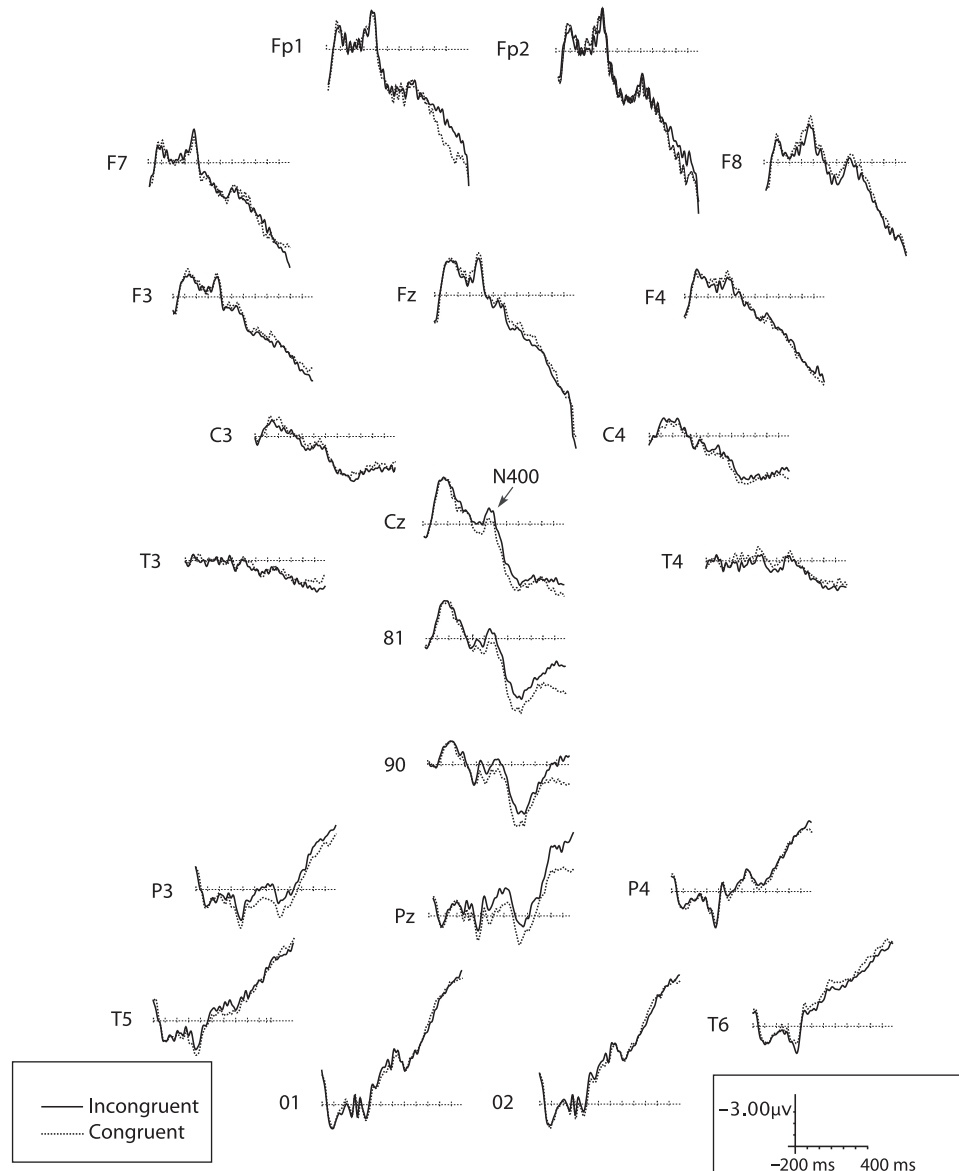 Fp1
Fp2
F7
F8
F3
Fz
F4
C3
C4
N400
Cz
T3
T4
81
90
P3
Pz
P4
T5
T6
01
02
Incongruent
Congruent
−3.00μv
−200 ms 400 ms